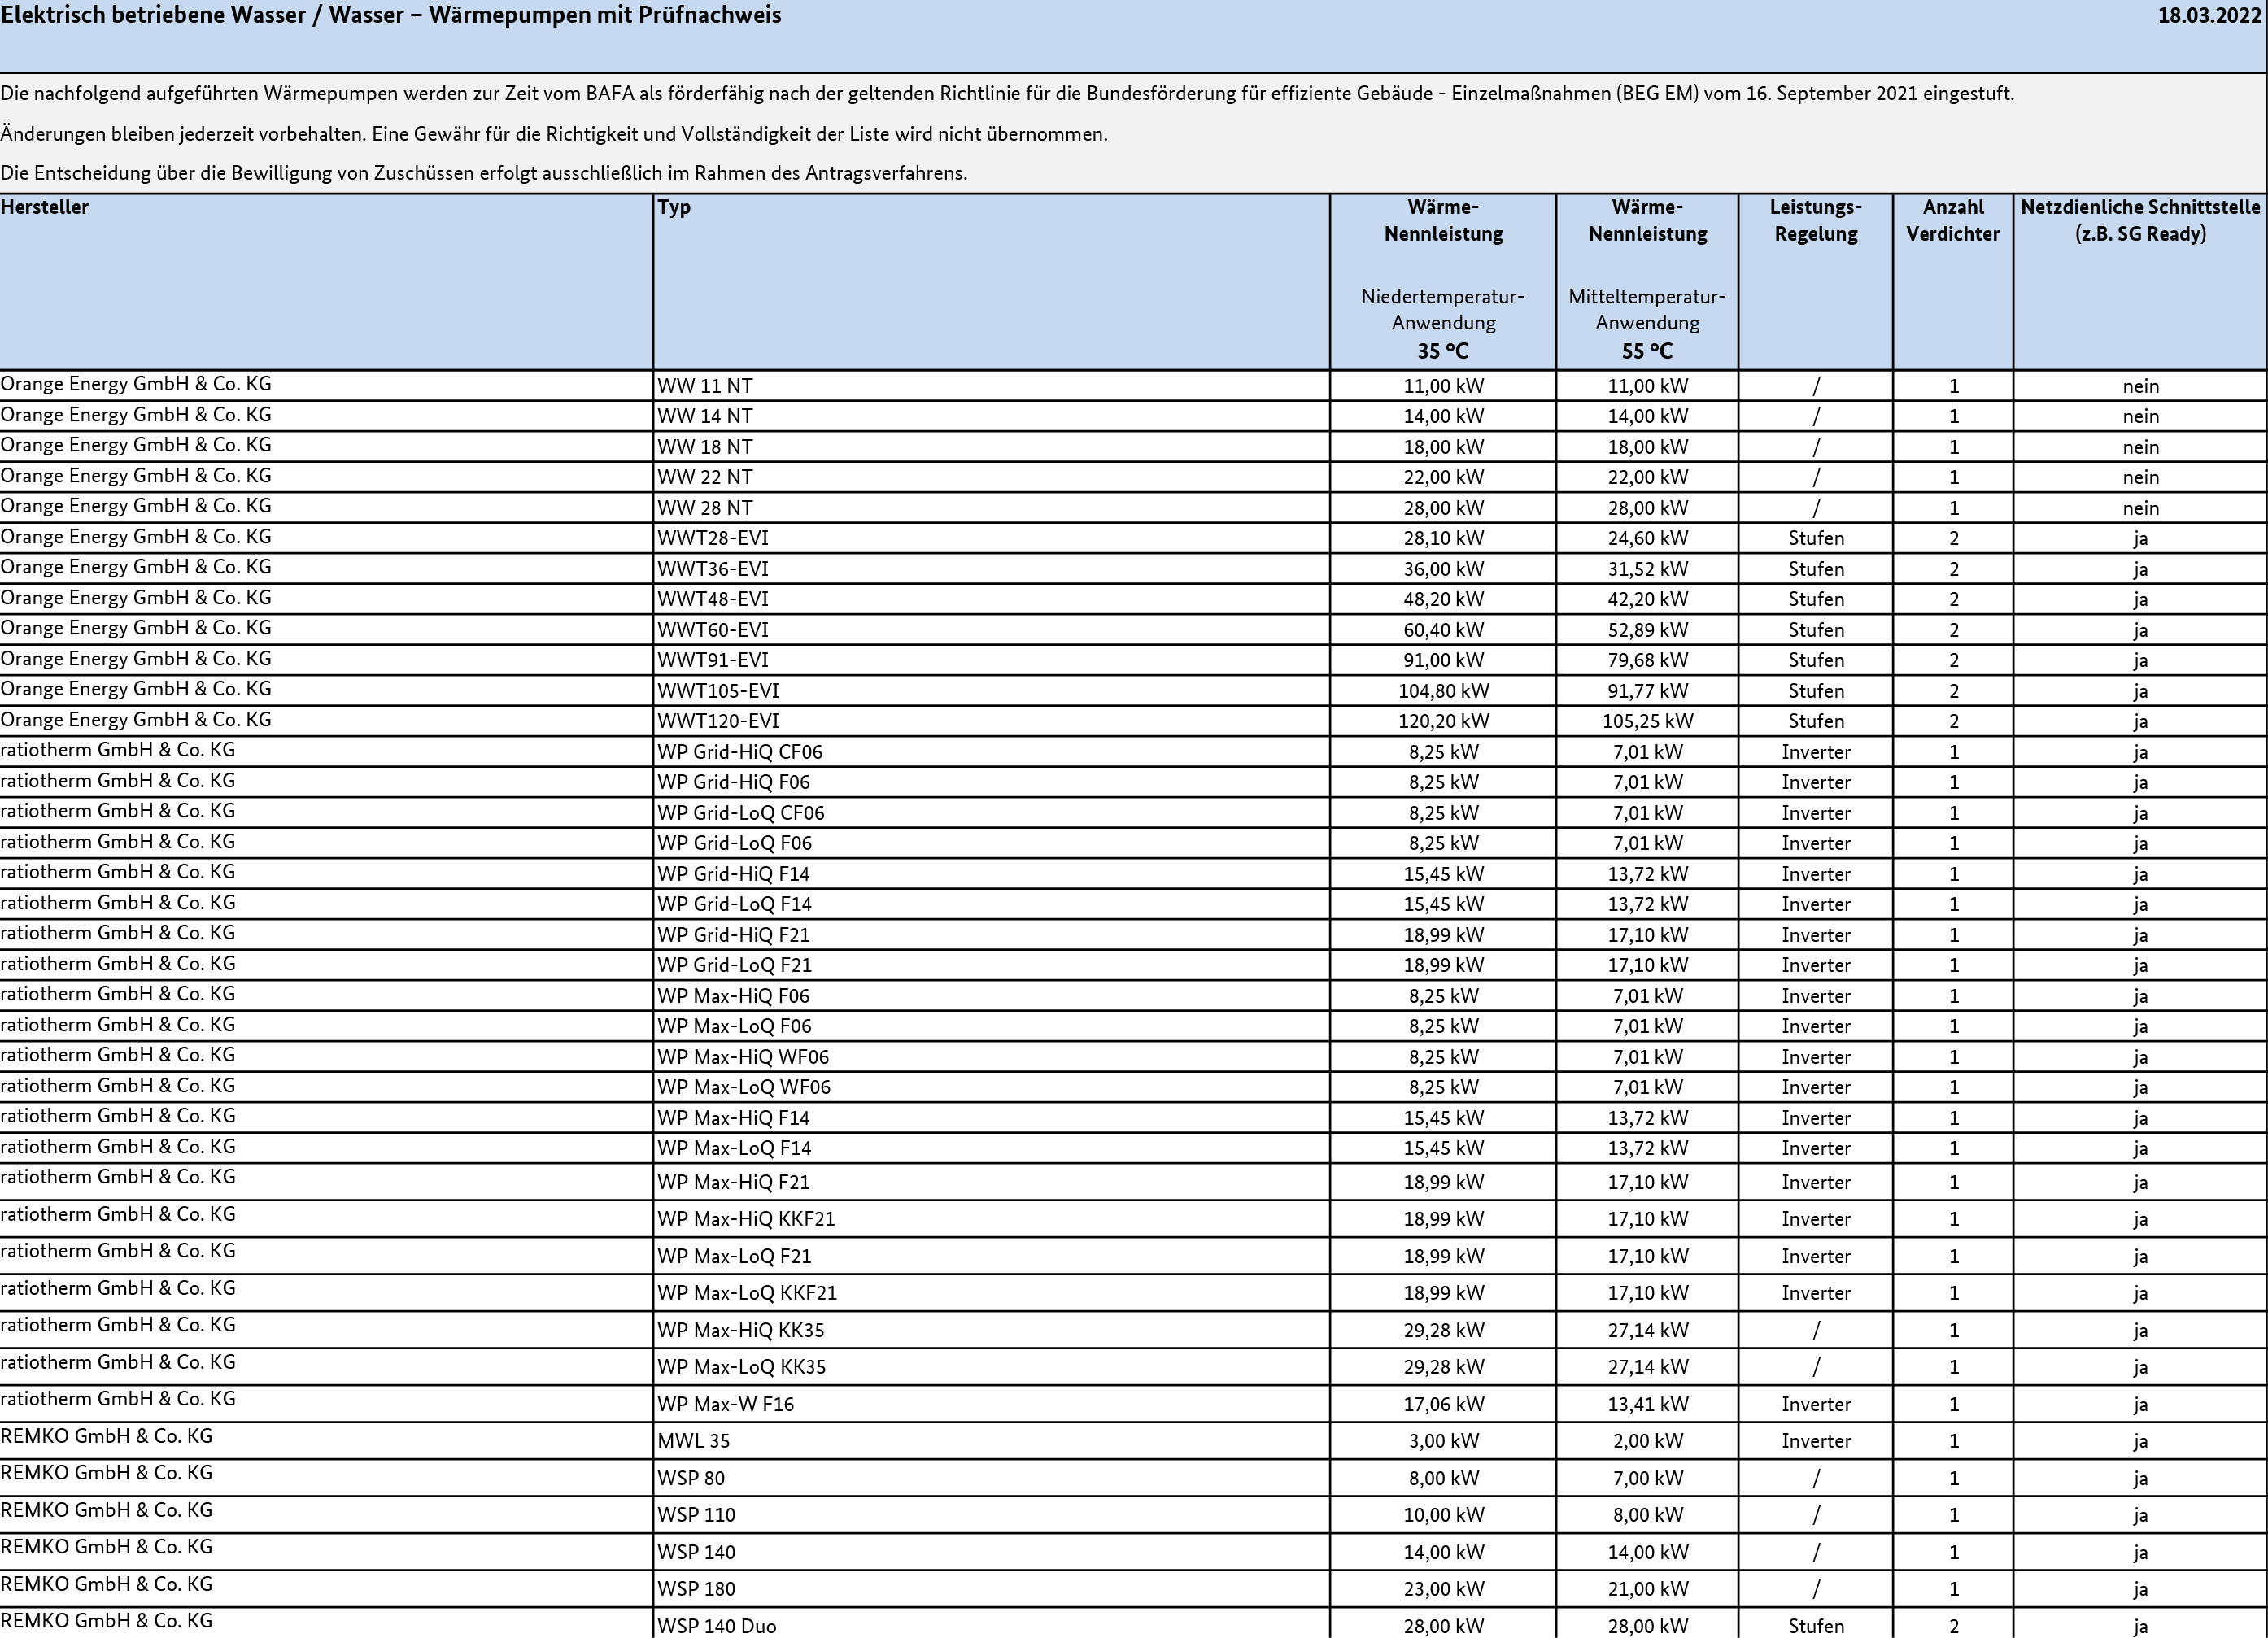 Elektrisch betriebene Wasser / Wasser – Wärmepumpen mit Prüfnachweis 18.03.2022
Die nachfolgend aufgeführten Wärmepumpen werden zur Zeit vom BAFA als förderfähig nach der geltenden Richtlinie für die Bundesförderung für effiziente Gebäude - Einzelmaßnahmen (BEG EM) vom 16. September 2021 eingestuft.
Änderungen bleiben jederzeit vorbehalten. Eine Gewähr für die Richtigkeit und Vollständigkeit der Liste wird nicht übernommen.
Die Entscheidung über die Bewilligung von Zuschüssen erfolgt ausschließlich im Rahmen des Antragsverfahrens.
Hersteller Typ Wärme- Wärme- Leistungs- Anzahl Netzdienliche Schnittstelle
Nennleistung Nennleistung Regelung Verdichter (z.B. SG Ready)
Niedertemperatur- Mitteltemperatur-
Anwendung Anwendung
35 °C 55 °C
Orange Energy GmbH & Co. KG WW 11 NT 11,00 kW 11,00 kW / 1 nein
Orange Energy GmbH & Co. KG WW 14 NT 14,00 kW 14,00 kW / 1 nein
Orange Energy GmbH & Co. KG WW 18 NT 18,00 kW 18,00 kW / 1 nein
Orange Energy GmbH & Co. KG WW 22 NT 22,00 kW 22,00 kW / 1 nein
Orange Energy GmbH & Co. KG WW 28 NT 28,00 kW 28,00 kW / 1 nein
Orange Energy GmbH & Co. KG WWT28-EVI 28,10 kW 24,60 kW Stufen 2 ja
Orange Energy GmbH & Co. KG WWT36-EVI 36,00 kW 31,52 kW Stufen 2 ja
Orange Energy GmbH & Co. KG WWT48-EVI 48,20 kW 42,20 kW Stufen 2 ja
Orange Energy GmbH & Co. KG WWT60-EVI 60,40 kW 52,89 kW Stufen 2 ja
Orange Energy GmbH & Co. KG WWT91-EVI 91,00 kW 79,68 kW Stufen 2 ja
Orange Energy GmbH & Co. KG WWT105-EVI 104,80 kW 91,77 kW Stufen 2 ja
Orange Energy GmbH & Co. KG WWT120-EVI 120,20 kW 105,25 kW Stufen 2 ja
ratiotherm GmbH & Co. KG WP Grid-HiQ CF06 8,25 kW 7,01 kW Inverter 1 ja
ratiotherm GmbH & Co. KG WP Grid-HiQ F06 8,25 kW 7,01 kW Inverter 1 ja
ratiotherm GmbH & Co. KG WP Grid-LoQ CF06 8,25 kW 7,01 kW Inverter 1 ja
ratiotherm GmbH & Co. KG WP Grid-LoQ F06 8,25 kW 7,01 kW Inverter 1 ja
ratiotherm GmbH & Co. KG WP Grid-HiQ F14 15,45 kW 13,72 kW Inverter 1 ja
ratiotherm GmbH & Co. KG WP Grid-LoQ F14 15,45 kW 13,72 kW Inverter 1 ja
ratiotherm GmbH & Co. KG WP Grid-HiQ F21 18,99 kW 17,10 kW Inverter 1 ja
ratiotherm GmbH & Co. KG WP Grid-LoQ F21 18,99 kW 17,10 kW Inverter 1 ja
ratiotherm GmbH & Co. KG WP Max-HiQ F06 8,25 kW 7,01 kW Inverter 1 ja
ratiotherm GmbH & Co. KG WP Max-LoQ F06 8,25 kW 7,01 kW Inverter 1 ja
ratiotherm GmbH & Co. KG WP Max-HiQ WF06 8,25 kW 7,01 kW Inverter 1 ja
ratiotherm GmbH & Co. KG WP Max-LoQ WF06 8,25 kW 7,01 kW Inverter 1 ja
ratiotherm GmbH & Co. KG WP Max-HiQ F14 15,45 kW 13,72 kW Inverter 1 ja
ratiotherm GmbH & Co. KG WP Max-LoQ F14 15,45 kW 13,72 kW Inverter 1 ja
ratiotherm GmbH & Co. KG WP Max-HiQ F21 18,99 kW 17,10 kW Inverter 1 ja
ratiotherm GmbH & Co. KG WP Max-HiQ KKF21 18,99 kW 17,10 kW Inverter 1 ja
ratiotherm GmbH & Co. KG WP Max-LoQ F21 18,99 kW 17,10 kW Inverter 1 ja
ratiotherm GmbH & Co. KG WP Max-LoQ KKF21 18,99 kW 17,10 kW Inverter 1 ja
ratiotherm GmbH & Co. KG WP Max-HiQ KK35 29,28 kW 27,14 kW / 1 ja
ratiotherm GmbH & Co. KG WP Max-LoQ KK35 29,28 kW 27,14 kW / 1 ja
ratiotherm GmbH & Co. KG WP Max-W F16 17,06 kW 13,41 kW Inverter 1 ja
REMKO GmbH & Co. KG MWL 35 3,00 kW 2,00 kW Inverter 1 ja
REMKO GmbH & Co. KG WSP 80 8,00 kW 7,00 kW / 1 ja
REMKO GmbH & Co. KG WSP 110 10,00 kW 8,00 kW / 1 ja
REMKO GmbH & Co. KG WSP 140 14,00 kW 14,00 kW / 1 ja
REMKO GmbH & Co. KG WSP 180 23,00 kW 21,00 kW / 1 ja
REMKO GmbH & Co. KG WSP 140 Duo 28,00 kW 28,00 kW Stufen 2 ja